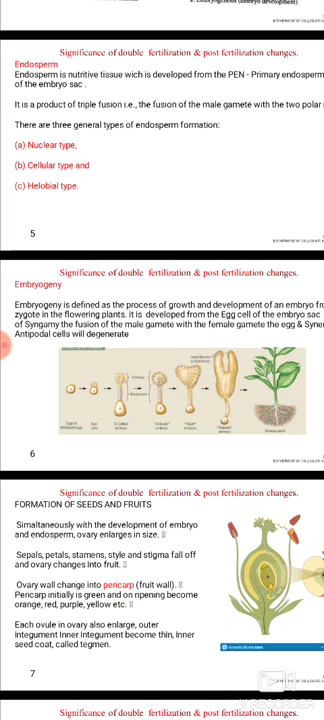 Significance of double fertilization & post fertilization changes.
Endosperm
Endosperm is nutritive tissue wich is developed from the PEN - Primary endosperm
of the embryo sac .
It is a product of triple fusion i.e., the fusion of the male gamete with the two polar
There are three general types of endosperm formation:
(a) Nuclear type,
(b) Cellular type and
(c) Helobial type.
5
Significance of double fertilization & post fertilization changes.
Embryogeny
Embryogeny is defined as the process of growth and development of an embryo fr
zygote in the flowering plants. It is developed from the Egg cell of the embryo sac
of Syngamy the fusion of the male gamete with the female gamete the egg & Syne
Antipodal cells will degenerate
6
Significance of double fertilization & post fertilization changes.
FORMATION OF SEEDS AND FRUITS
Simaltaneously with the development of embryo
and endosperm, ovary enlarges in size.
Sepals, petals, stamens, style and stigma fall off
and ovary changes into fruit.
Ovary wall change into pericarp (fruit wall).
Pericarp initially is green and on ripening become
orange, red, purple, yellow etc.
Each ovule in ovary also enlarge, outer
integument inner integument become thin, inner
seed coat, called tegmen.
7
Significance of double fertilization & post fertilization changes.